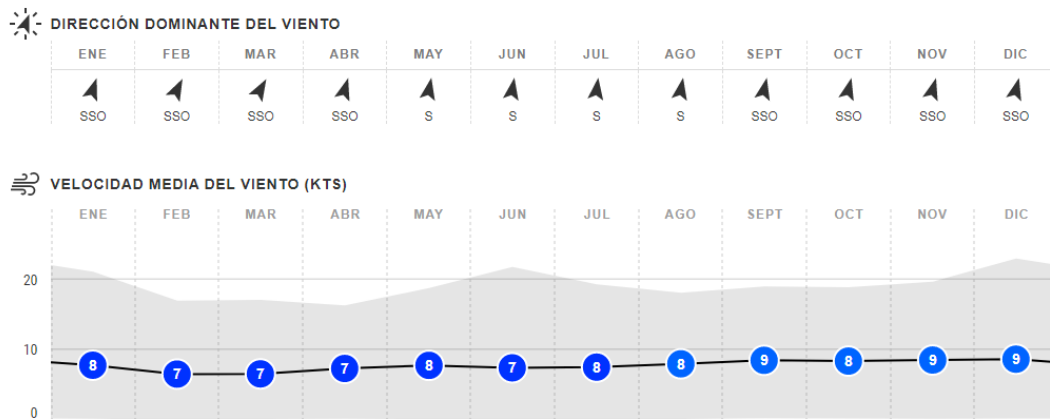 DIRECCIÓN DOMINANTE DEL VIENTO
ENE FEB MAR ABR MAY JUN JUL AGO SEPT OCT NOV DIC
SSO SSO SSO SSO S S S S SSO SSO SSO SSO
VELOCIDAD MEDIA DEL VIENTO (KTS)
ENE FEB MAR ABR MAY JUN JUL AGO SEPT OCT NOV DIC
20
10
8 7 7 7 8 7 8 8 9 8 9 9
0